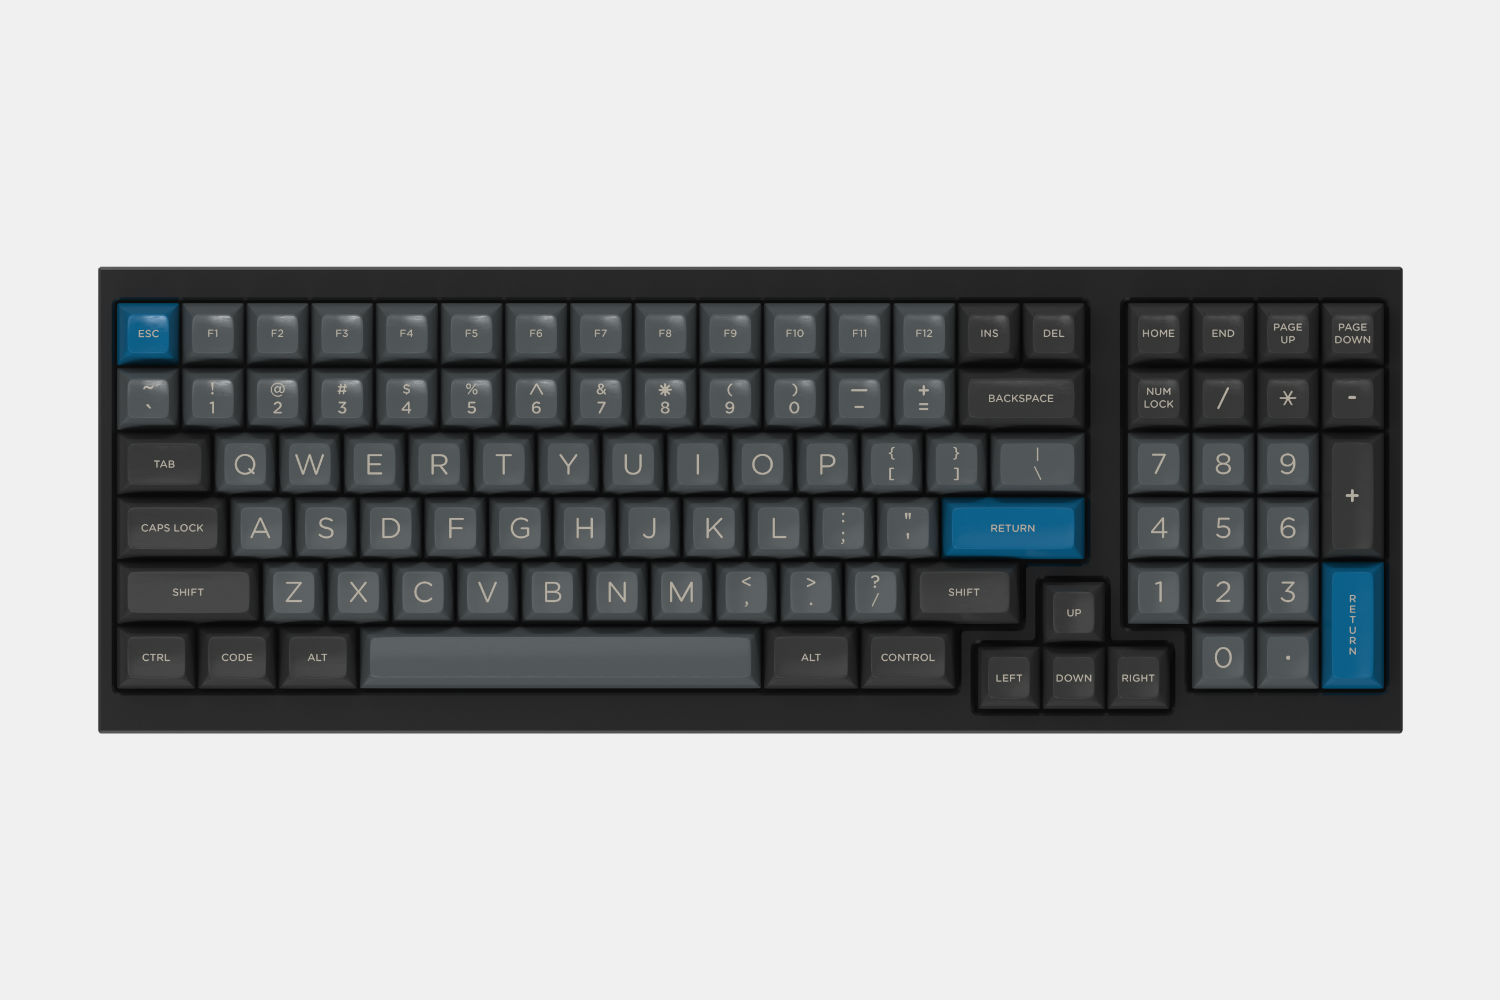 ESC F1 F2 F3 F4 F5 F6 F7 F8 F9 F10 F11 F12 INS DEL HOME END PAGE UP PAGE DOWN
~ ! @ # $ % ^ & * ( ) — +
` 1 2 3 4 5 6 7 8 9 0 - = BACKSPACE NUM LOCK / * -
TAB Q W E R T Y U I O P { [ } ] | \ 7 8 9 +
CAPS LOCK A S D F G H J K L : ; " ' RETURN 4 5 6
SHIFT Z X C V B N M < , > . ? / SHIFT UP 1 2 3 RETURN
CTRL CODE ALT ALT CONTROL LEFT DOWN RIGHT 0 .